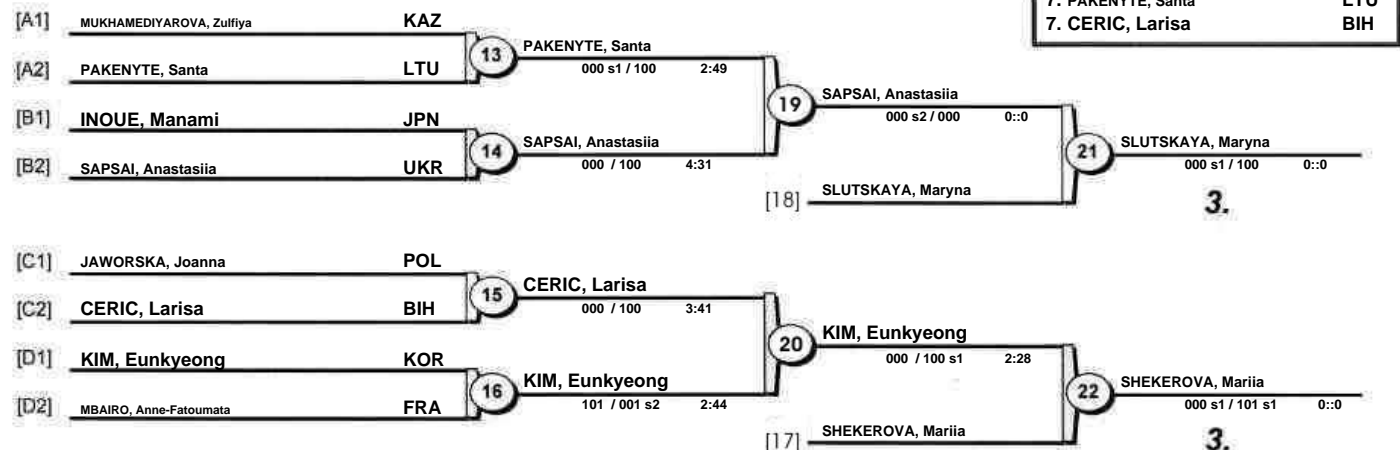 7. PAKENYTE, Santa LTU
7. CERIC, Larisa BIH
[A1] MUKHAMEDIYAROVA, Zulfiya KAZ
13 PAKENYTE, Santa
000 s1 / 100 2:49
[A2] PAKENYTE, Santa LTU
19 SAPSAI, Anastasiia
000 s2 / 000 0::0
[B1] INOUE, Manami JPN
14 SAPSAI, Anastasiia
000 / 100 4:31
[B2] SAPSAI, Anastasiia UKR
21 SLUTSKAYA, Maryna
000 s1 / 100 0::0
[18] SLUTSKAYA, Maryna
3.
[C1] JAWORSKA, Joanna POL
15 CERIC, Larisa
000 / 100 3:41
[C2] CERIC, Larisa BIH
20 KIM, Eunkyeong
000 / 100 s1 2:28
[D1] KIM, Eunkyeong KOR
16 KIM, Eunkyeong
101 / 001 s2 2:44
[D2] MBAIRO, Anne-Fatoumata FRA
22 SHEKEROVA, Mariia
000 s1 / 101 s1 0::0
[17] SHEKEROVA, Mariia
3.